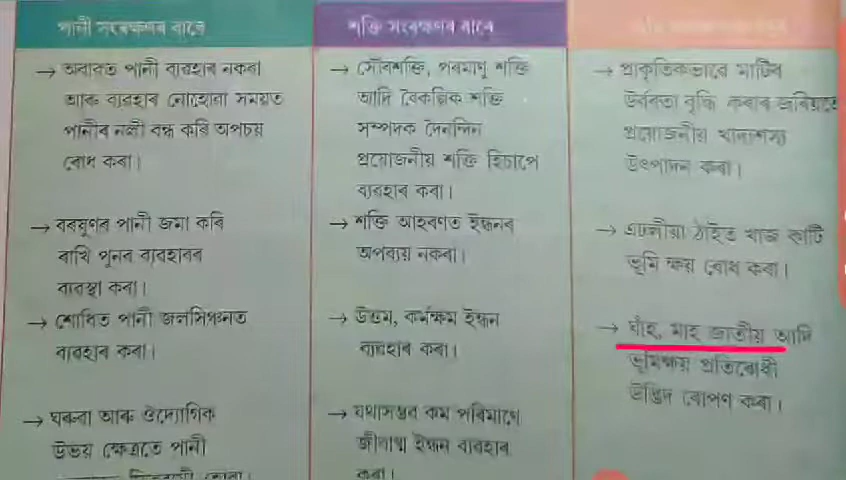 পানী সংৰক্ষণৰ বাবে
→ অবাবত পানী ব্যৱহাৰ নকৰা
আৰু ব্যৱহাৰ নোহোৱা সময়ত
পানীৰ নলী বন্ধ কৰি অপচয়
ৰোধ কৰা।
→ বৰষুণৰ পানী জমা কৰি
ৰাখি পুনৰ ব্যৱহাৰৰ
ব্যৱস্থা কৰা।
→ শোধিত পানী জলসিঞ্চনত
ব্যৱহাৰ কৰা।
→ ঘৰুৱা আৰু ঔদ্যোগিক
উভয় ক্ষেত্ৰতে পানী
শক্তি সংৰক্ষণৰ বাবে
→ সৌৰশক্তি, পৰমাণু শক্তি
আদি বৈকল্পিক শক্তি
সম্পদক দৈনন্দিন
প্ৰয়োজনীয় শক্তি হিচাপে
ব্যৱহাৰ কৰা।
→ শক্তি আহৰণত ইন্ধনৰ
অপব্যয় নকৰা।
→ উত্তম, কৰ্মক্ষম ইন্ধন
ব্যৱহাৰ কৰা।
→ যথাসম্ভৱ কম পৰিমাণে
জীৱাশ্ম ইন্ধন ব্যৱহাৰ
কৰা।
→ প্ৰাকৃতিকভাৱে মাটিৰ
উৰ্বৰতা বৃদ্ধি কৰাৰ জৰিয়তে
প্ৰয়োজনীয় খাদ্যশস্য
উৎপাদন কৰা।
→ এঢলীয়া ঠাইত খাজ কাটি
ভূমি ক্ষয় ৰোধ কৰা।
→ ঘাঁহ, মাহ জাতীয় আদি
ভূমিক্ষয় প্ৰতিৰোধী
উদ্ভিদ ৰোপণ কৰা।